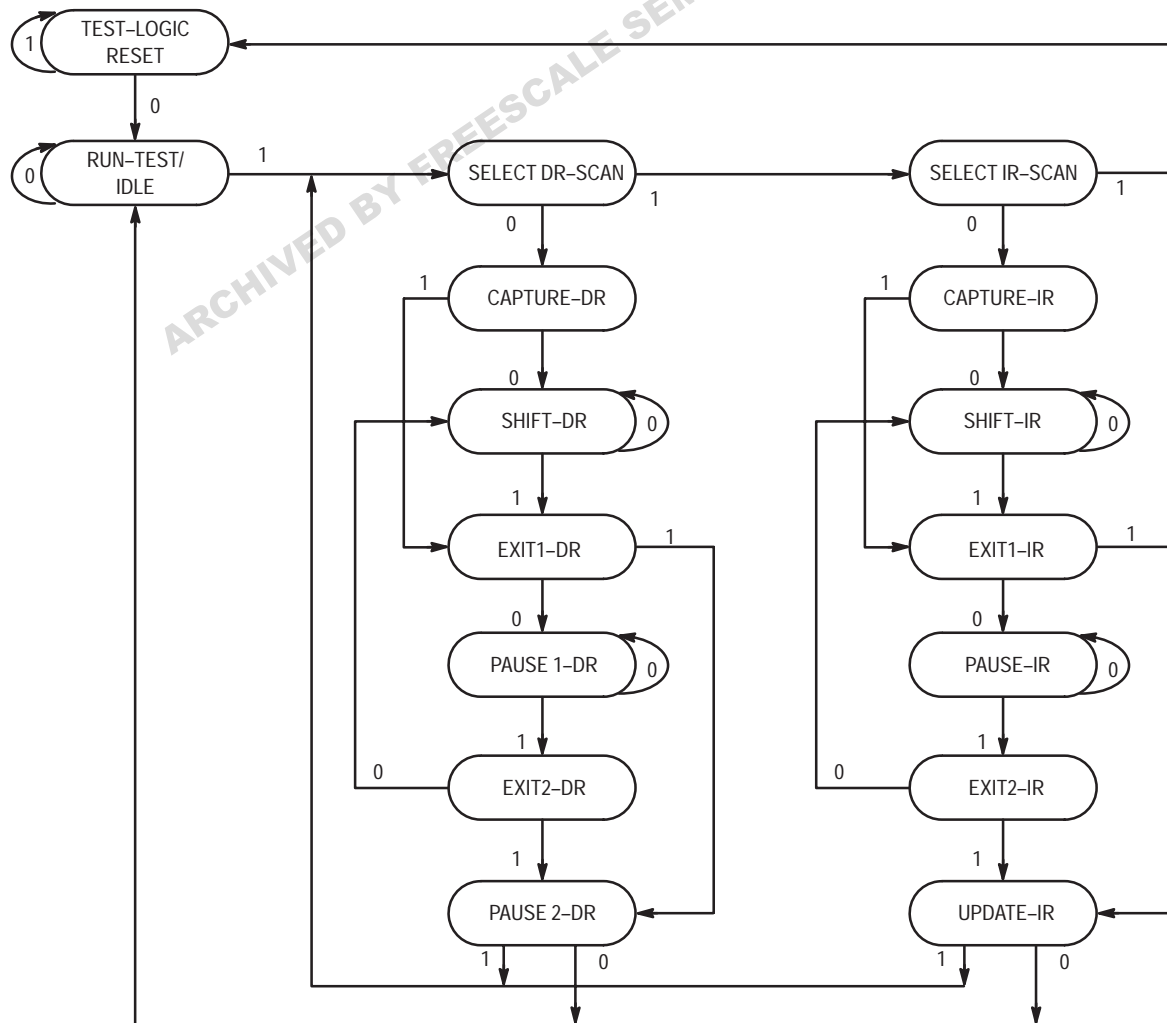 TEST–LOGIC
RESET
1
0
RUN–TEST/
IDLE
0
1
SELECT DR–SCAN
1
SELECT IR–SCAN
1
0
0
CAPTURE–DR
1
CAPTURE–IR
1
0
0
SHIFT–DR
0
SHIFT–IR
0
1
1
EXIT1–DR
1
EXIT1–IR
1
0
0
PAUSE 1–DR
0
PAUSE–IR
0
1
1
EXIT2–DR
0
EXIT2–IR
0
1
1
PAUSE 2–DR
UPDATE–IR
1
0
1
0
ARCHIVED BY FREESCALE